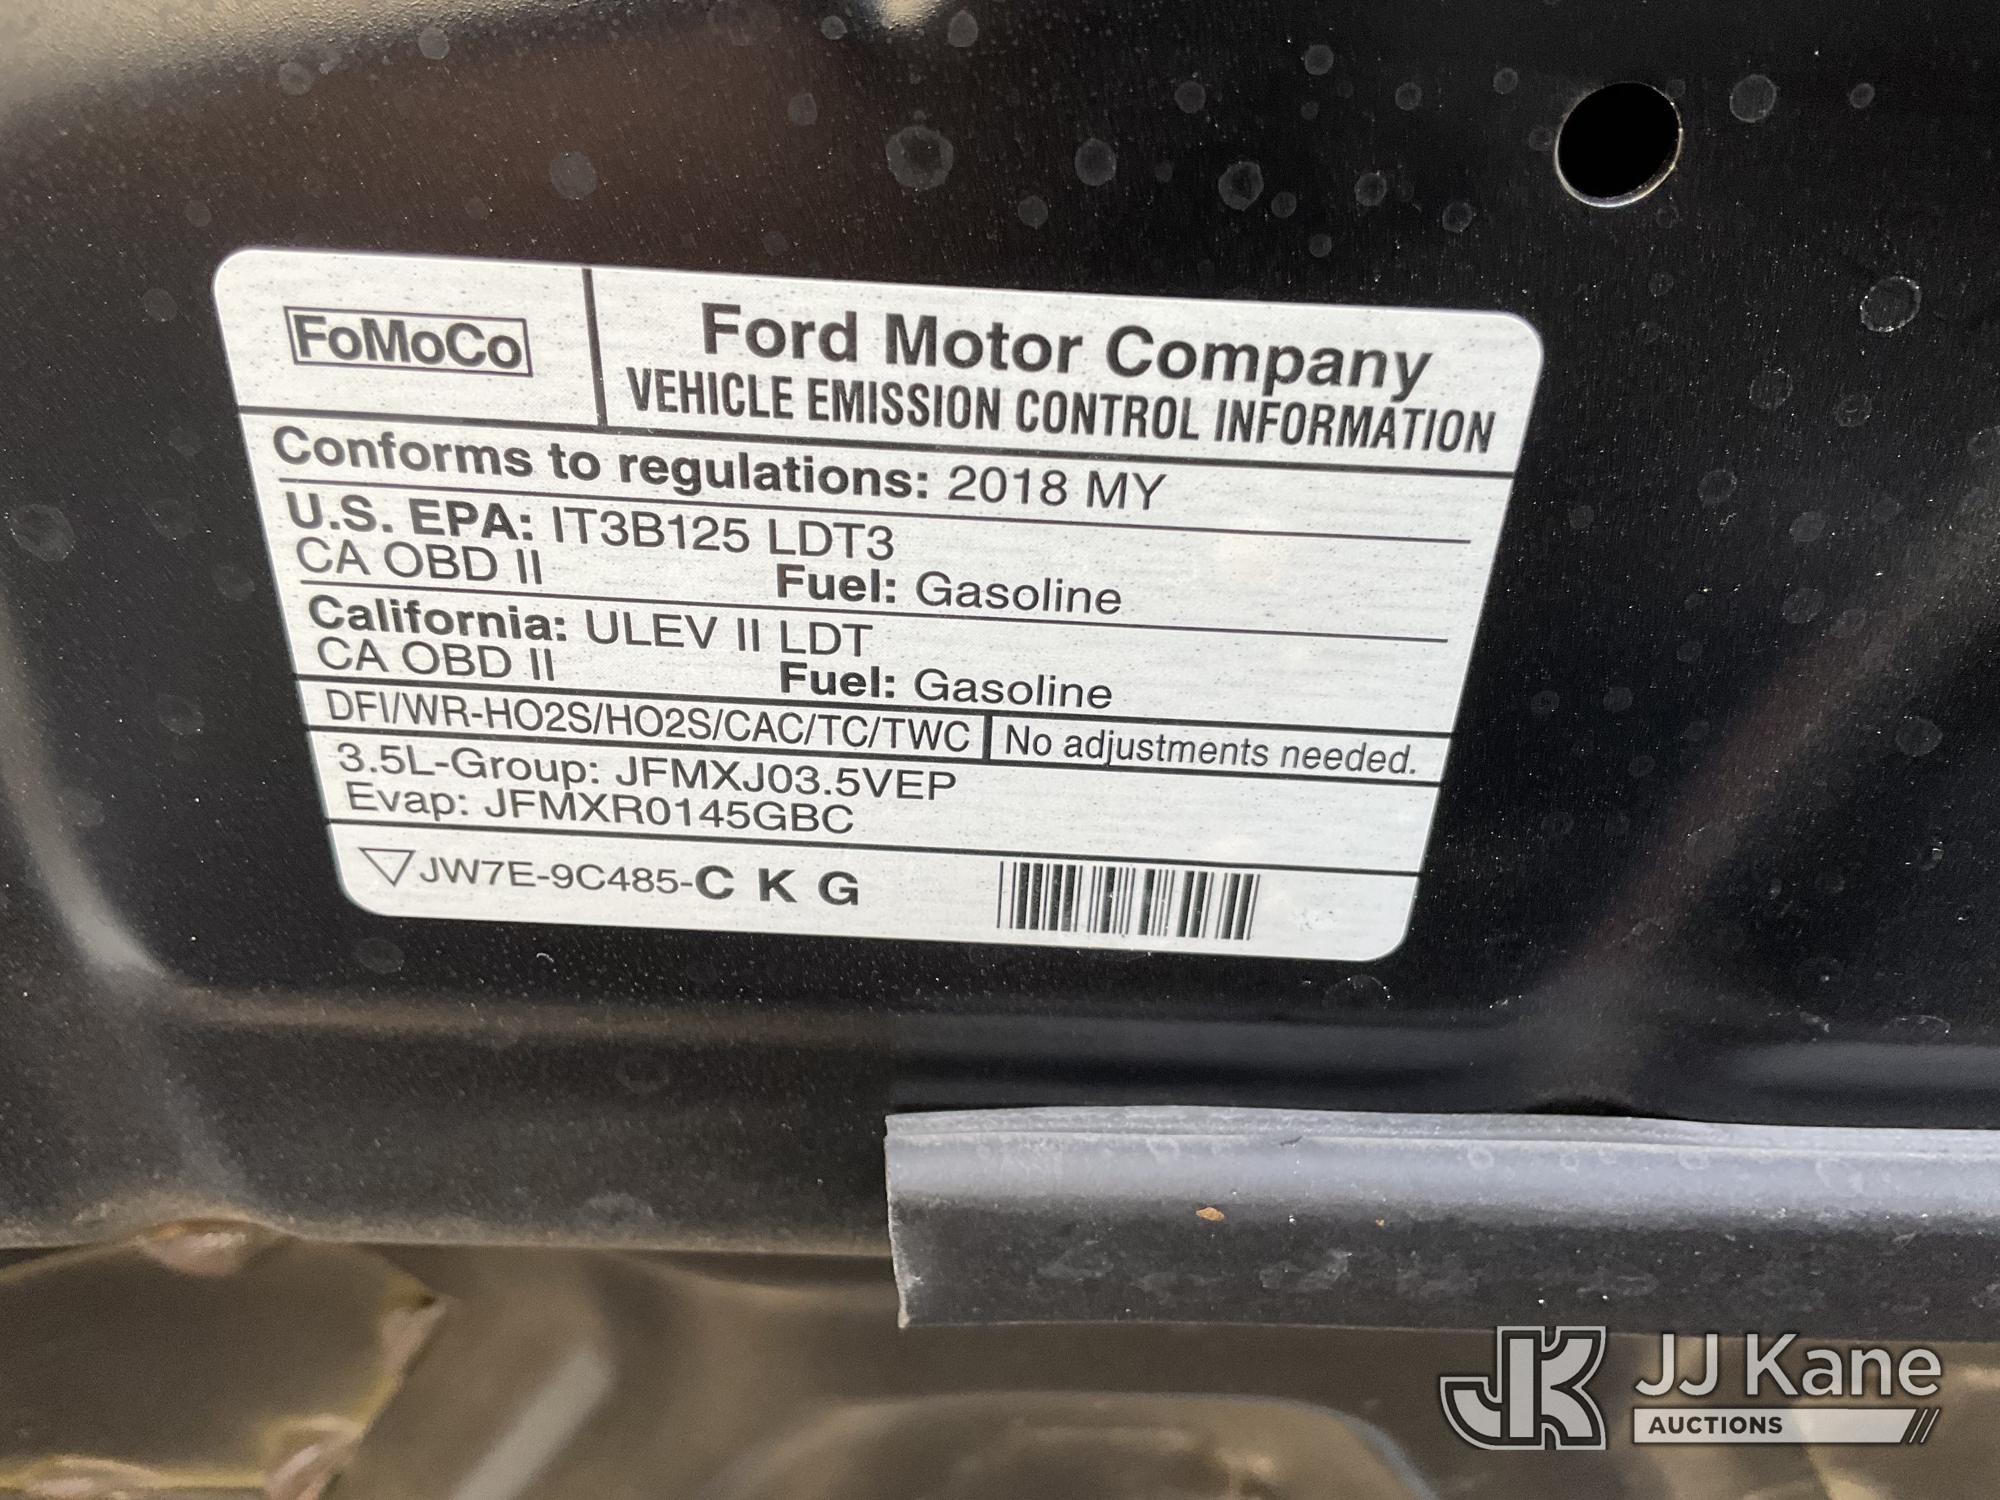 FoMoCo
Ford Motor Company
VEHICLE EMISSION CONTROL INFORMATION
Conforms to regulations: 2018 MY
U.S. EPA: IT3B125 LDT3
CA OBD II Fuel: Gasoline
California: ULEV II LDT
CA OBD II Fuel: Gasoline
DFI/WR-HO2S/HO2S/CAC/TC/TWC No adjustments needed.
3.5L-Group: JFMXJ03.5VEP
Evap: JFMXR0145GBC
JW7E-9C485-C K G
JK JJ Kane
AUCTIONS